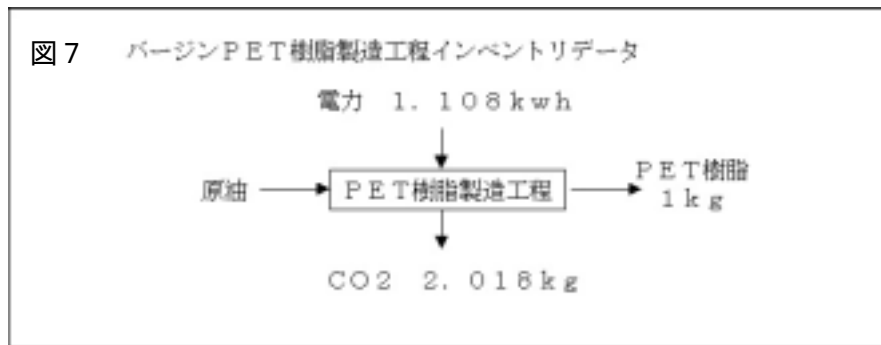 図7 バージンPET樹脂製造工程インベントリデータ
電力 1.108kwh
原油
PET樹脂製造工程
PET樹脂
1kg
CO2 2.018kg